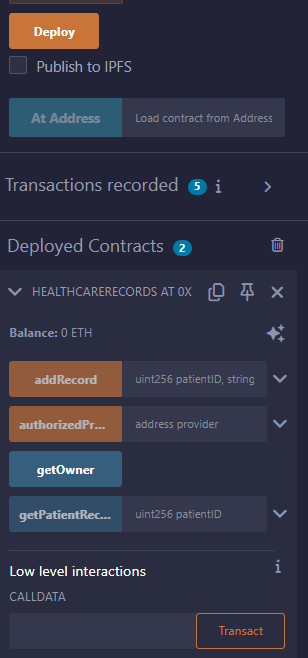 Deploy
Publish to IPFS
At Address Load contract from Address
Transactions recorded 5 i
Deployed Contracts 2
HEALTHCARERECORDS AT 0X
Balance: 0 ETH
addRecord uint256 patientID, string
authorizedPr... address provider
getOwner
getPatientRec... uint256 patientID
Low level interactions i
CALLDATA
Transact